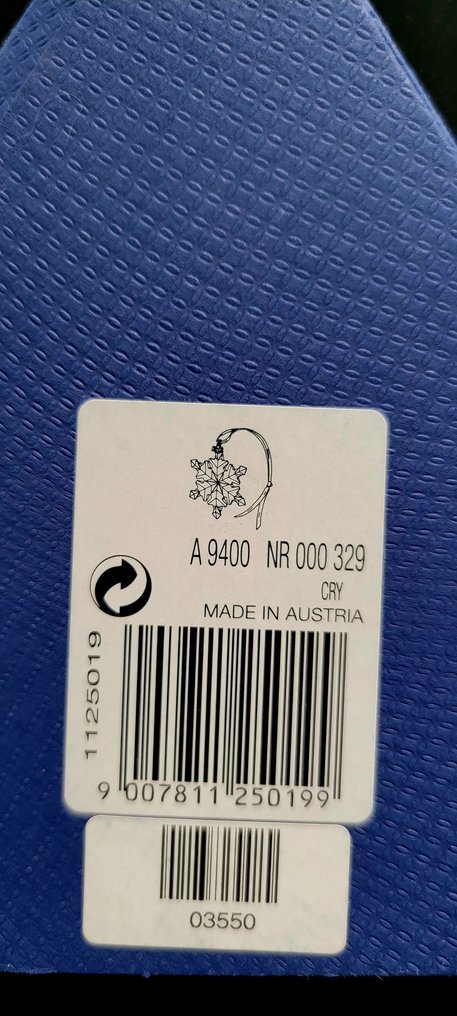 A 9400 NR 000 329
CRY
MADE IN AUSTRIA
1125019
9 007811 250199
03550